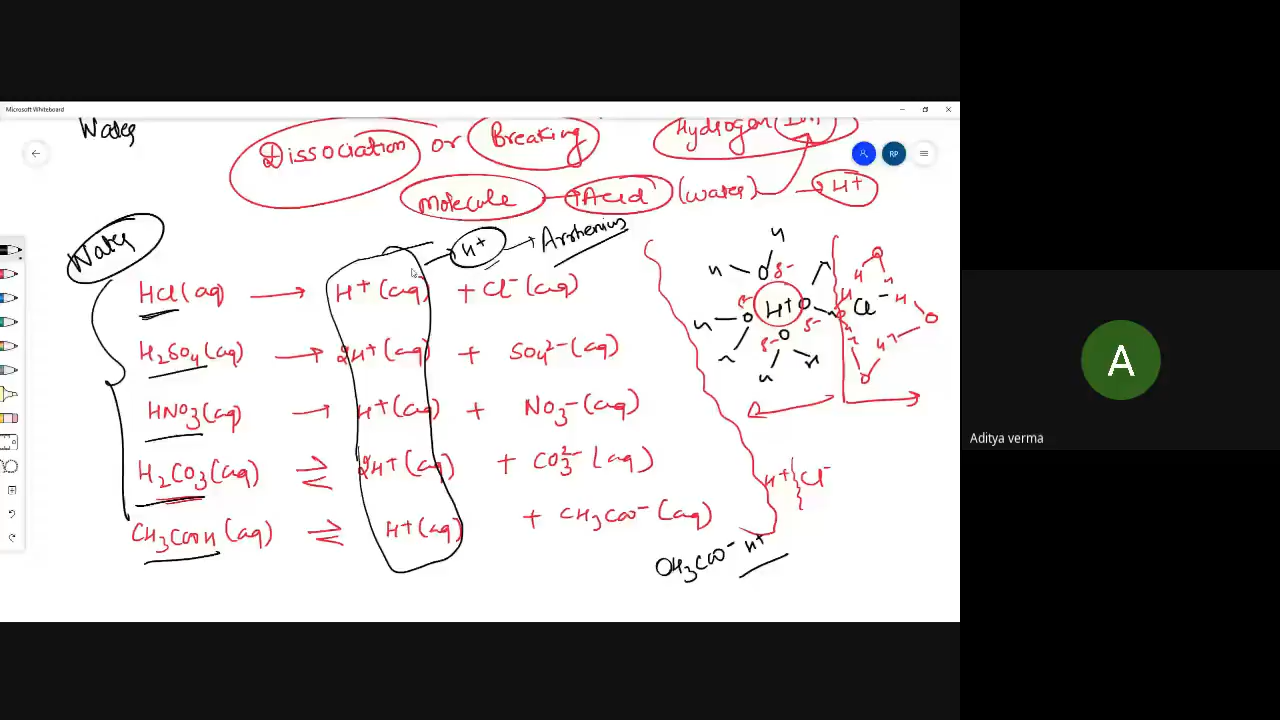 Microsoft Whiteboard
Water
Dissociation or Breaking
Hydrogen
RP
Molecule Acid (water) H+
Water
H+ → Arrhenius
HCl(aq) → H+(aq) + Cl-(aq)
H2SO4(aq) → 2H+(aq) + SO4 2-(aq)
HNO3(aq) → H+(aq) + NO3-(aq)
H2CO3(aq) ⇌ 2H+(aq) + CO3 2-(aq)
CH3COOH(aq) ⇌ H+(aq) + CH3COO-(aq)
H+ Cl-
H+ Cl-
CH3COO- H+
A
Aditya verma